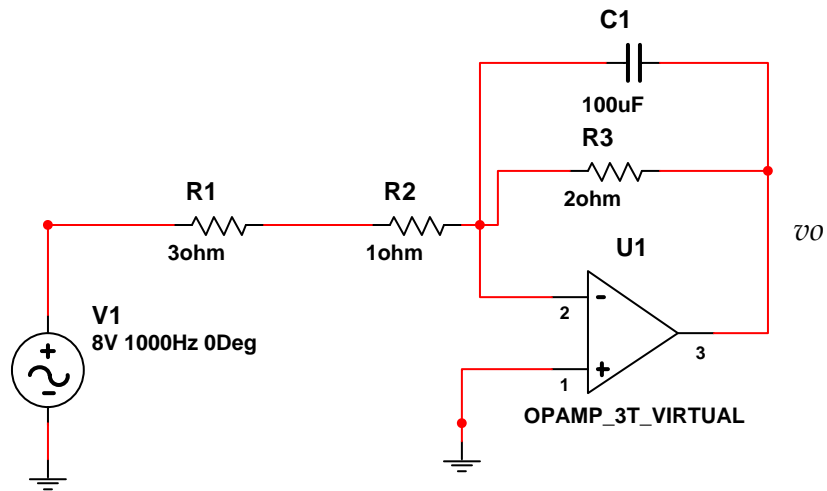 C1
100uF
R3
2ohm
R1
3ohm
R2
1ohm
vo
U1
V1
8V 1000Hz 0Deg
2
3
1
OPAMP_3T_VIRTUAL